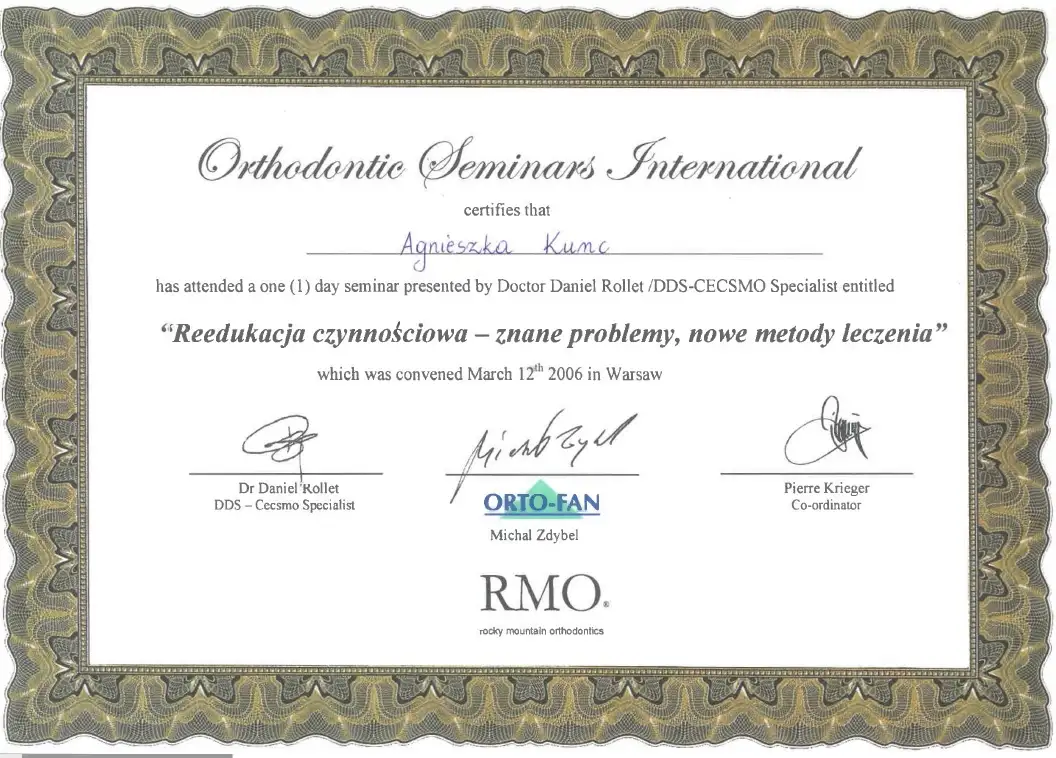 Orthodontic Seminars International
certifies that
Agnieszka Kunc
has attended a one (1) day seminar presented by Doctor Daniel Rollet /DDS-CECSMO Specialist entitled
“Reedukacja czynnościowa – znane problemy, nowe metody leczenia”
which was convened March 12th 2006 in Warsaw
Dr Daniel Rollet
DDS – Cecsmo Specialist
ORTO-FAN
Michal Zdybel
Pierre Krieger
Co-ordinator
RMO®
rocky mountain orthodontics